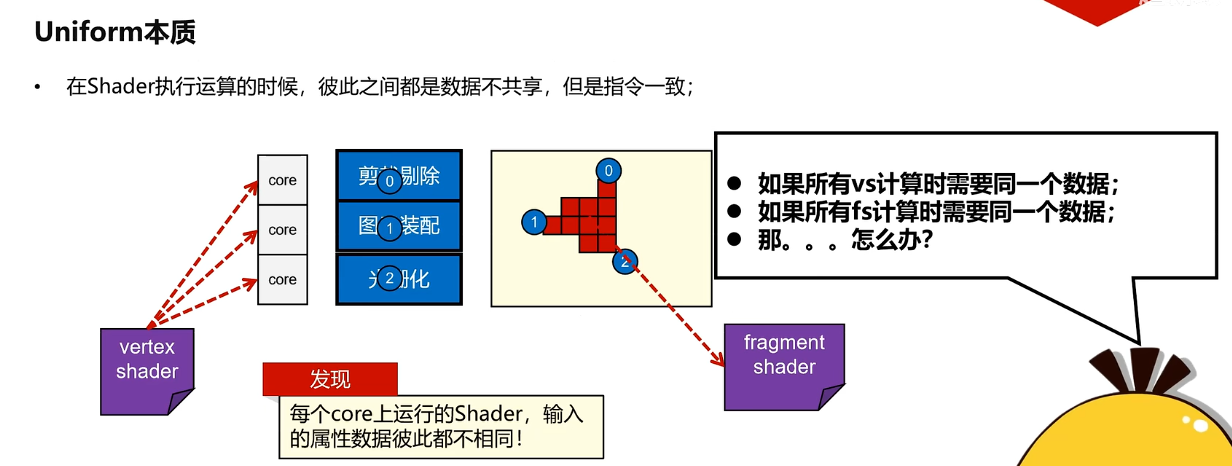 Uniform本质
• 在Shader执行运算的时候，彼此之间都是数据不共享，但是指令一致；
core
core
core
剪裁剔除
0
图元装配
1
光栅化
2
0
1
2
● 如果所有vs计算时需要同一个数据；
● 如果所有fs计算时需要同一个数据；
● 那。。。怎么办？
vertex
shader
fragment
shader
发现
每个core上运行的Shader，输入
的属性数据彼此都不相同！